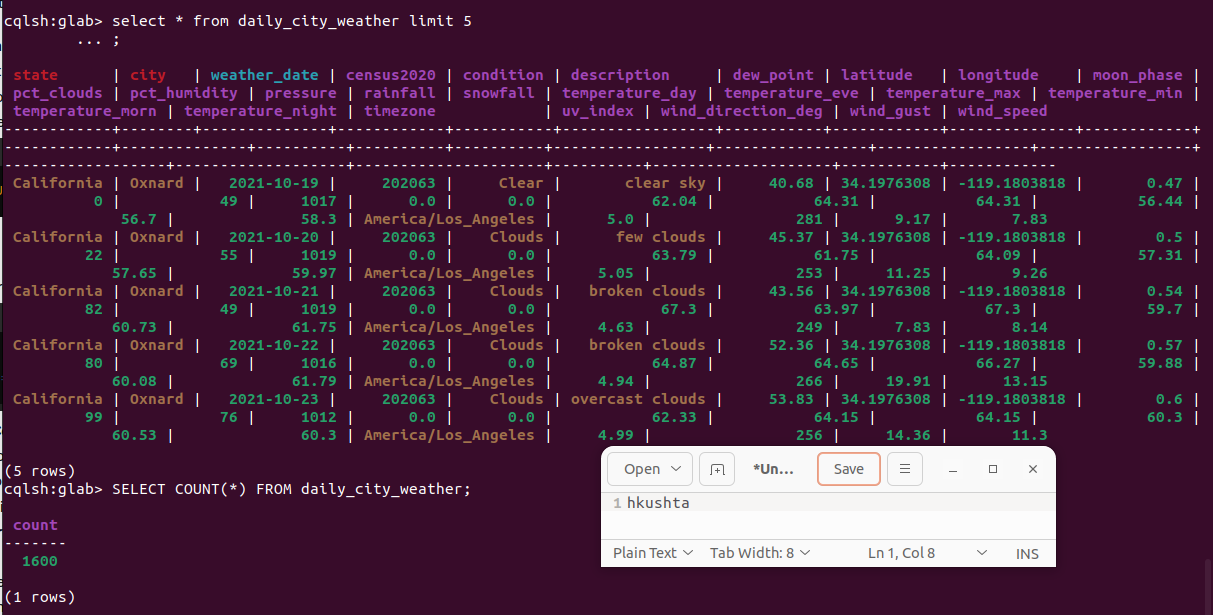 cqlsh:glab> select * from daily_city_weather limit 5
        ... ;
 state      | city   | weather_date | census2020 | condition | description     | dew_point | latitude   | longitude    | moon_phase |
 pct_clouds | pct_humidity | pressure | rainfall | snowfall | temperature_day | temperature_eve | temperature_max | temperature_min |
 temperature_morn | temperature_night | timezone            | uv_index | wind_direction_deg | wind_gust | wind_speed
------------+--------+--------------+------------+-----------+-----------------+-----------+------------+--------------+------------+
------------+--------------+----------+----------+----------+-----------------+-----------------+-----------------+-----------------+
------------------+-------------------+---------------------+----------+--------------------+-----------+------------
 California | Oxnard |   2021-10-19 |     202063 |     Clear |       clear sky |     40.68 | 34.1976308 | -119.1803818 |       0.47 |
         0 |           49 |     1017 |      0.0 |      0.0 |           62.04 |           64.31 |           64.31 |           56.44 |
             56.7 |              58.3 | America/Los_Angeles |      5.0 |                281 |      9.17 |       7.83
 California | Oxnard |   2021-10-20 |     202063 |    Clouds |      few clouds |     45.37 | 34.1976308 | -119.1803818 |        0.5 |
        22 |           55 |     1019 |      0.0 |      0.0 |           63.79 |           61.75 |           64.09 |           57.31 |
            57.65 |             59.97 | America/Los_Angeles |     5.05 |                253 |     11.25 |       9.26
 California | Oxnard |   2021-10-21 |     202063 |    Clouds |   broken clouds |     43.56 | 34.1976308 | -119.1803818 |       0.54 |
        82 |           49 |     1019 |      0.0 |      0.0 |            67.3 |           63.97 |            67.3 |            59.7 |
            60.73 |             61.75 | America/Los_Angeles |     4.63 |                249 |      7.83 |       8.14
 California | Oxnard |   2021-10-22 |     202063 |    Clouds |   broken clouds |     52.36 | 34.1976308 | -119.1803818 |       0.57 |
        80 |           69 |     1016 |      0.0 |      0.0 |           64.87 |           64.65 |           66.27 |           59.88 |
            60.08 |             61.79 | America/Los_Angeles |     4.94 |                266 |     19.91 |      13.15
 California | Oxnard |   2021-10-23 |     202063 |    Clouds | overcast clouds |     53.83 | 34.1976308 | -119.1803818 |        0.6 |
        99 |           76 |     1012 |      0.0 |      0.0 |           62.33 |           64.15 |           64.15 |            60.3 |
            60.53 |              60.3 | America/Los_Angeles |     4.99 |                256 |     14.36 |       11.3
(5 rows)
cqlsh:glab> SELECT COUNT(*) FROM daily_city_weather;
 count
-------
  1600
(1 rows)
Open *Un... Save
1 hkushta
Plain Text Tab Width: 8 Ln 1, Col 8 INS